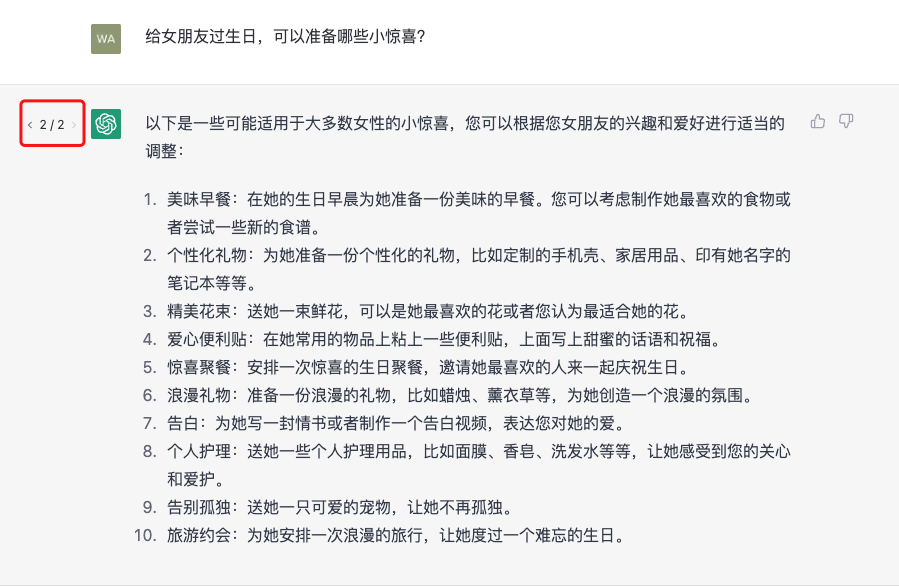 WA
给女朋友过生日，可以准备哪些小惊喜?
< 2 / 2 >
以下是一些可能适用于大多数女性的小惊喜，您可以根据您女朋友的兴趣和爱好进行适当的
调整：
1. 美味早餐：在她的生日早晨为她准备一份美味的早餐。您可以考虑制作她最喜欢的食物或
者尝试一些新的食谱。
2. 个性化礼物：为她准备一份个性化的礼物，比如定制的手机壳、家居用品、印有她名字的
笔记本等等。
3. 精美花束：送她一束鲜花，可以是她最喜欢的花或者您认为最适合她的花。
4. 爱心便利贴：在她常用的物品上粘上一些便利贴，上面写上甜蜜的话语和祝福。
5. 惊喜聚餐：安排一次惊喜的生日聚餐，邀请她最喜欢的人来一起庆祝生日。
6. 浪漫礼物：准备一份浪漫的礼物，比如蜡烛、薰衣草等，为她创造一个浪漫的氛围。
7. 告白：为她写一封情书或者制作一个告白视频，表达您对她的爱。
8. 个人护理：送她一些个人护理用品，比如面膜、香皂、洗发水等等，让她感受到您的关心
和爱护。
9. 告别孤独：送她一只可爱的宠物，让她不再孤独。
10. 旅游约会：为她安排一次浪漫的旅行，让她度过一个难忘的生日。